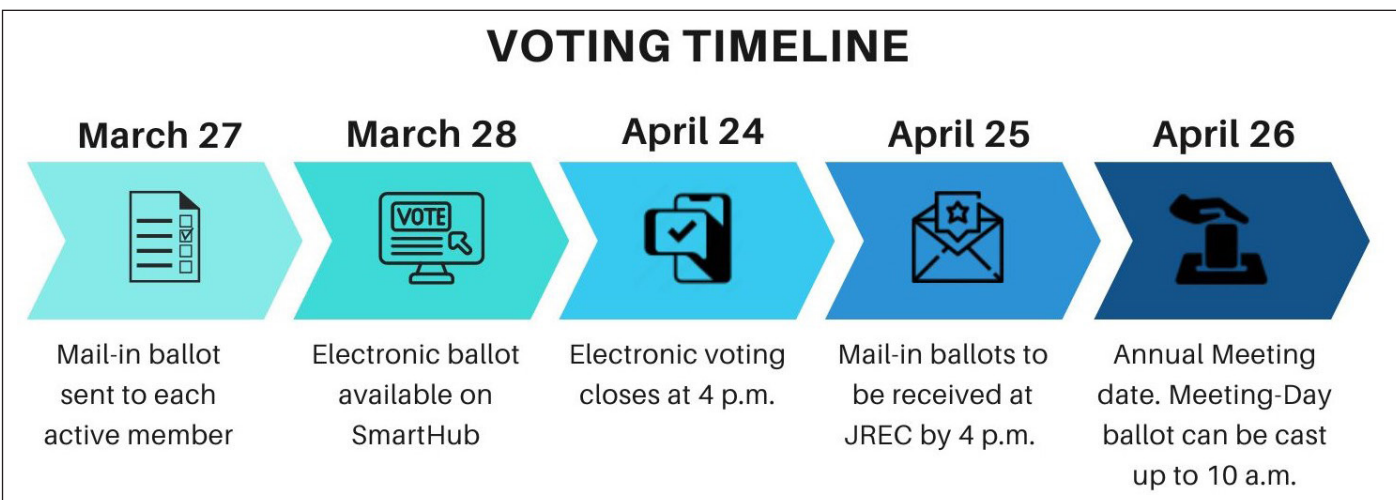 VOTING TIMELINE
March 27
March 28
April 24
April 25
April 26
VOTE
Mail-in ballot
sent to each
active member
Electronic ballot
available on
SmartHub
Electronic voting
closes at 4 p.m.
Mail-in ballots to
be received at
JREC by 4 p.m.
Annual Meeting
date. Meeting-Day
ballot can be cast
up to 10 a.m.